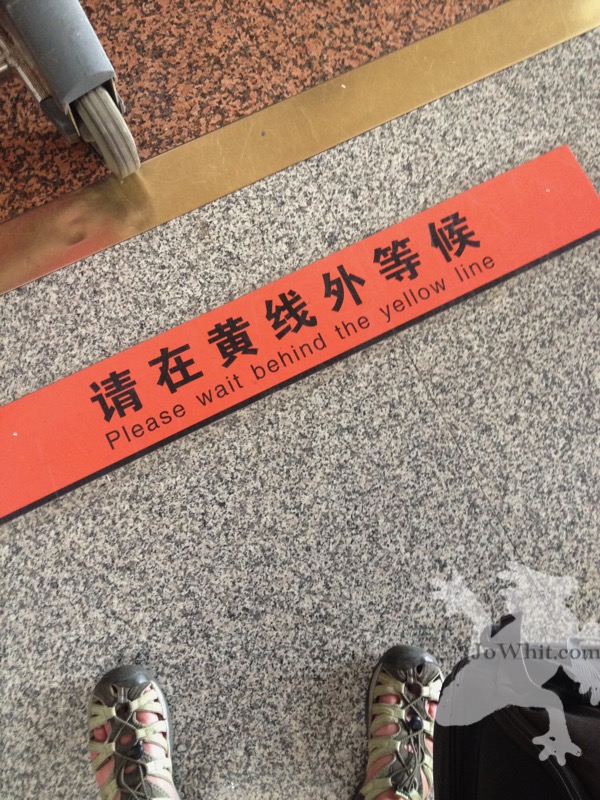 请在黄线外等候
Please wait behind the yellow line
JoWhit.com